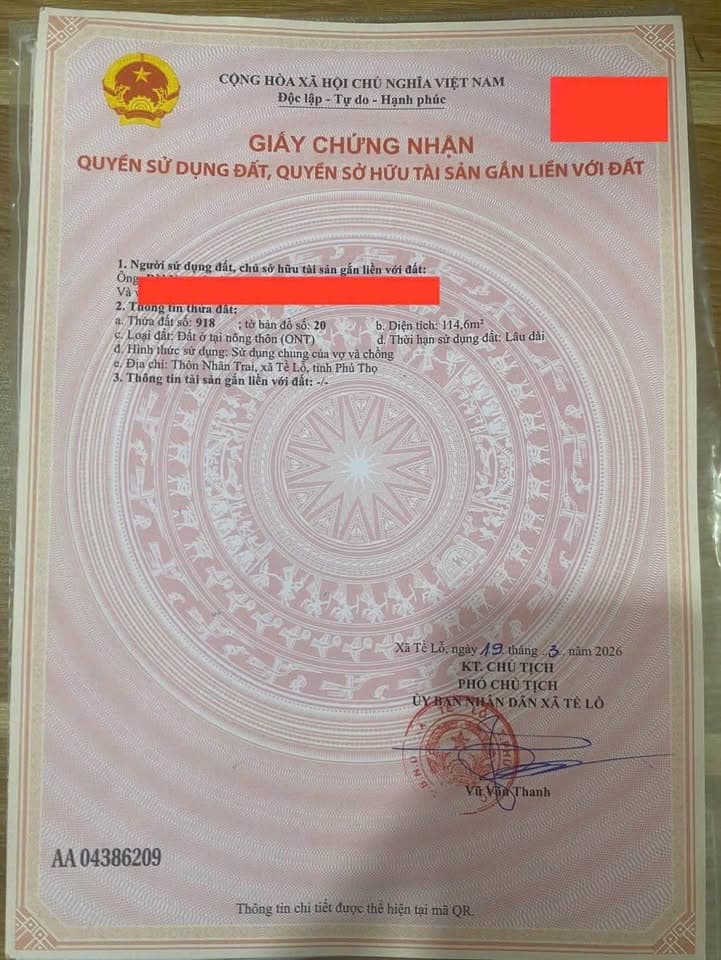 CỘNG HÒA XÃ HỘI CHỦ NGHĨA VIỆT NAM
Độc lập - Tự do - Hạnh phúc
GIẤY CHỨNG NHẬN
QUYỀN SỬ DỤNG ĐẤT, QUYỀN SỞ HỮU TÀI SẢN GẮN LIỀN VỚI ĐẤT
1. Người sử dụng đất, chủ sở hữu tài sản gắn liền với đất:
Ông
Và
2. Thông tin thửa đất:
a. Thửa đất số: 918 ; tờ bản đồ số: 20 b. Diện tích: 114,6m²
c. Loại đất: Đất ở tại nông thôn (ONT) d. Thời hạn sử dụng đất: Lâu dài
đ. Hình thức sử dụng: Sử dụng chung của vợ và chồng
e. Địa chỉ: Thôn Nhân Trai, xã Tề Lỗ, tỉnh Phú Thọ
3. Thông tin tài sản gắn liền với đất: -/-
Xã Tề Lỗ, ngày 19 tháng 3 năm 2026
KT. CHỦ TỊCH
PHÓ CHỦ TỊCH
ỦY BAN NHÂN DÂN XÃ TỀ LỖ
Vũ Văn Thanh
AA 04386209
Thông tin chi tiết được thể hiện tại mã QR.